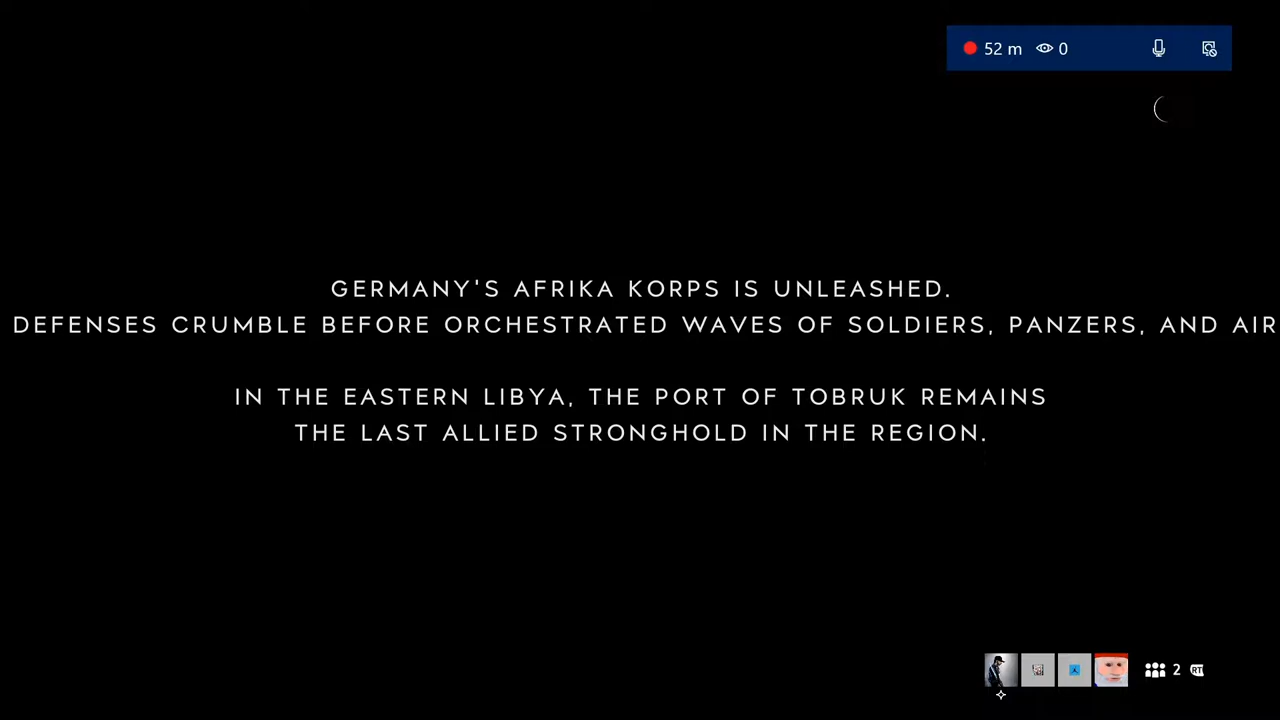 52 m 0
GERMANY'S AFRIKA KORPS IS UNLEASHED.
DEFENSES CRUMBLE BEFORE ORCHESTRATED WAVES OF SOLDIERS, PANZERS, AND AIR
IN THE EASTERN LIBYA, THE PORT OF TOBRUK REMAINS
THE LAST ALLIED STRONGHOLD IN THE REGION.
2 RT